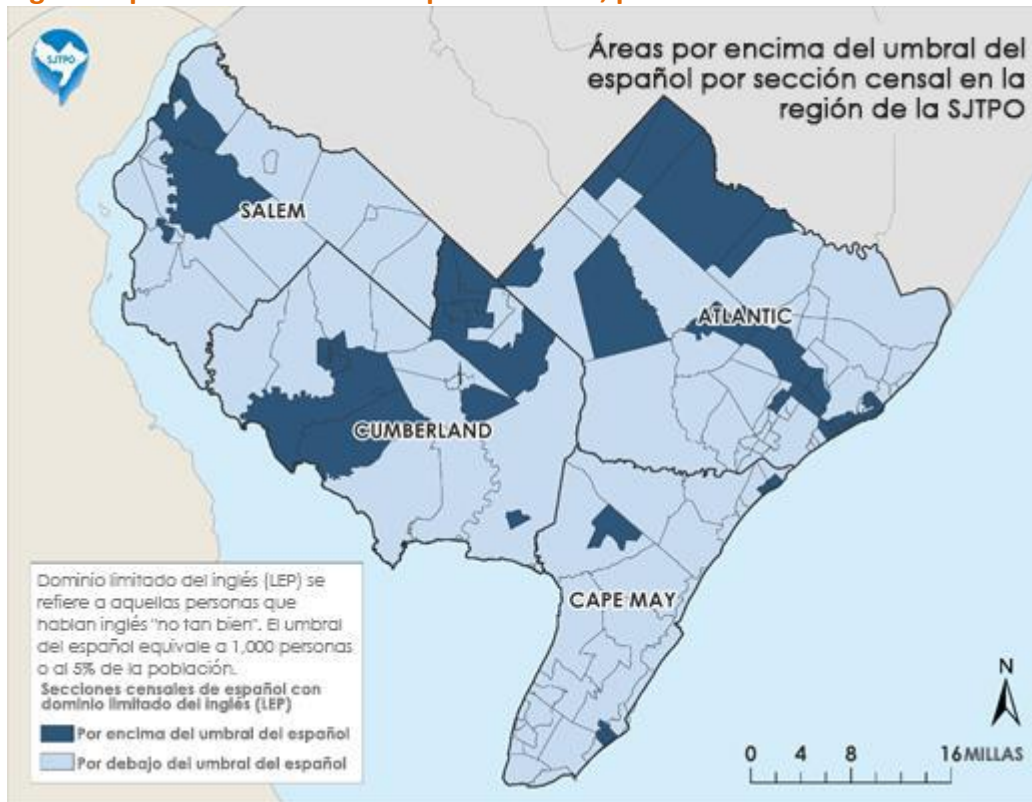 SJTPO
Áreas por encima del umbral del
español por sección censal en la
región de la SJTPO
SALEM
ATLANTIC
CUMBERLAND
CAPE MAY
Dominio limitado del inglés (LEP) se
refiere a aquellas personas que
hablan inglés "no tan bien". El umbral
del español equivale a 1,000 personas
o al 5% de la población.
Secciones censales de español con
dominio limitado del inglés (LEP)
Por encima del umbral del español
Por debajo del umbral del español
N
0 4 8 16 MILLAS